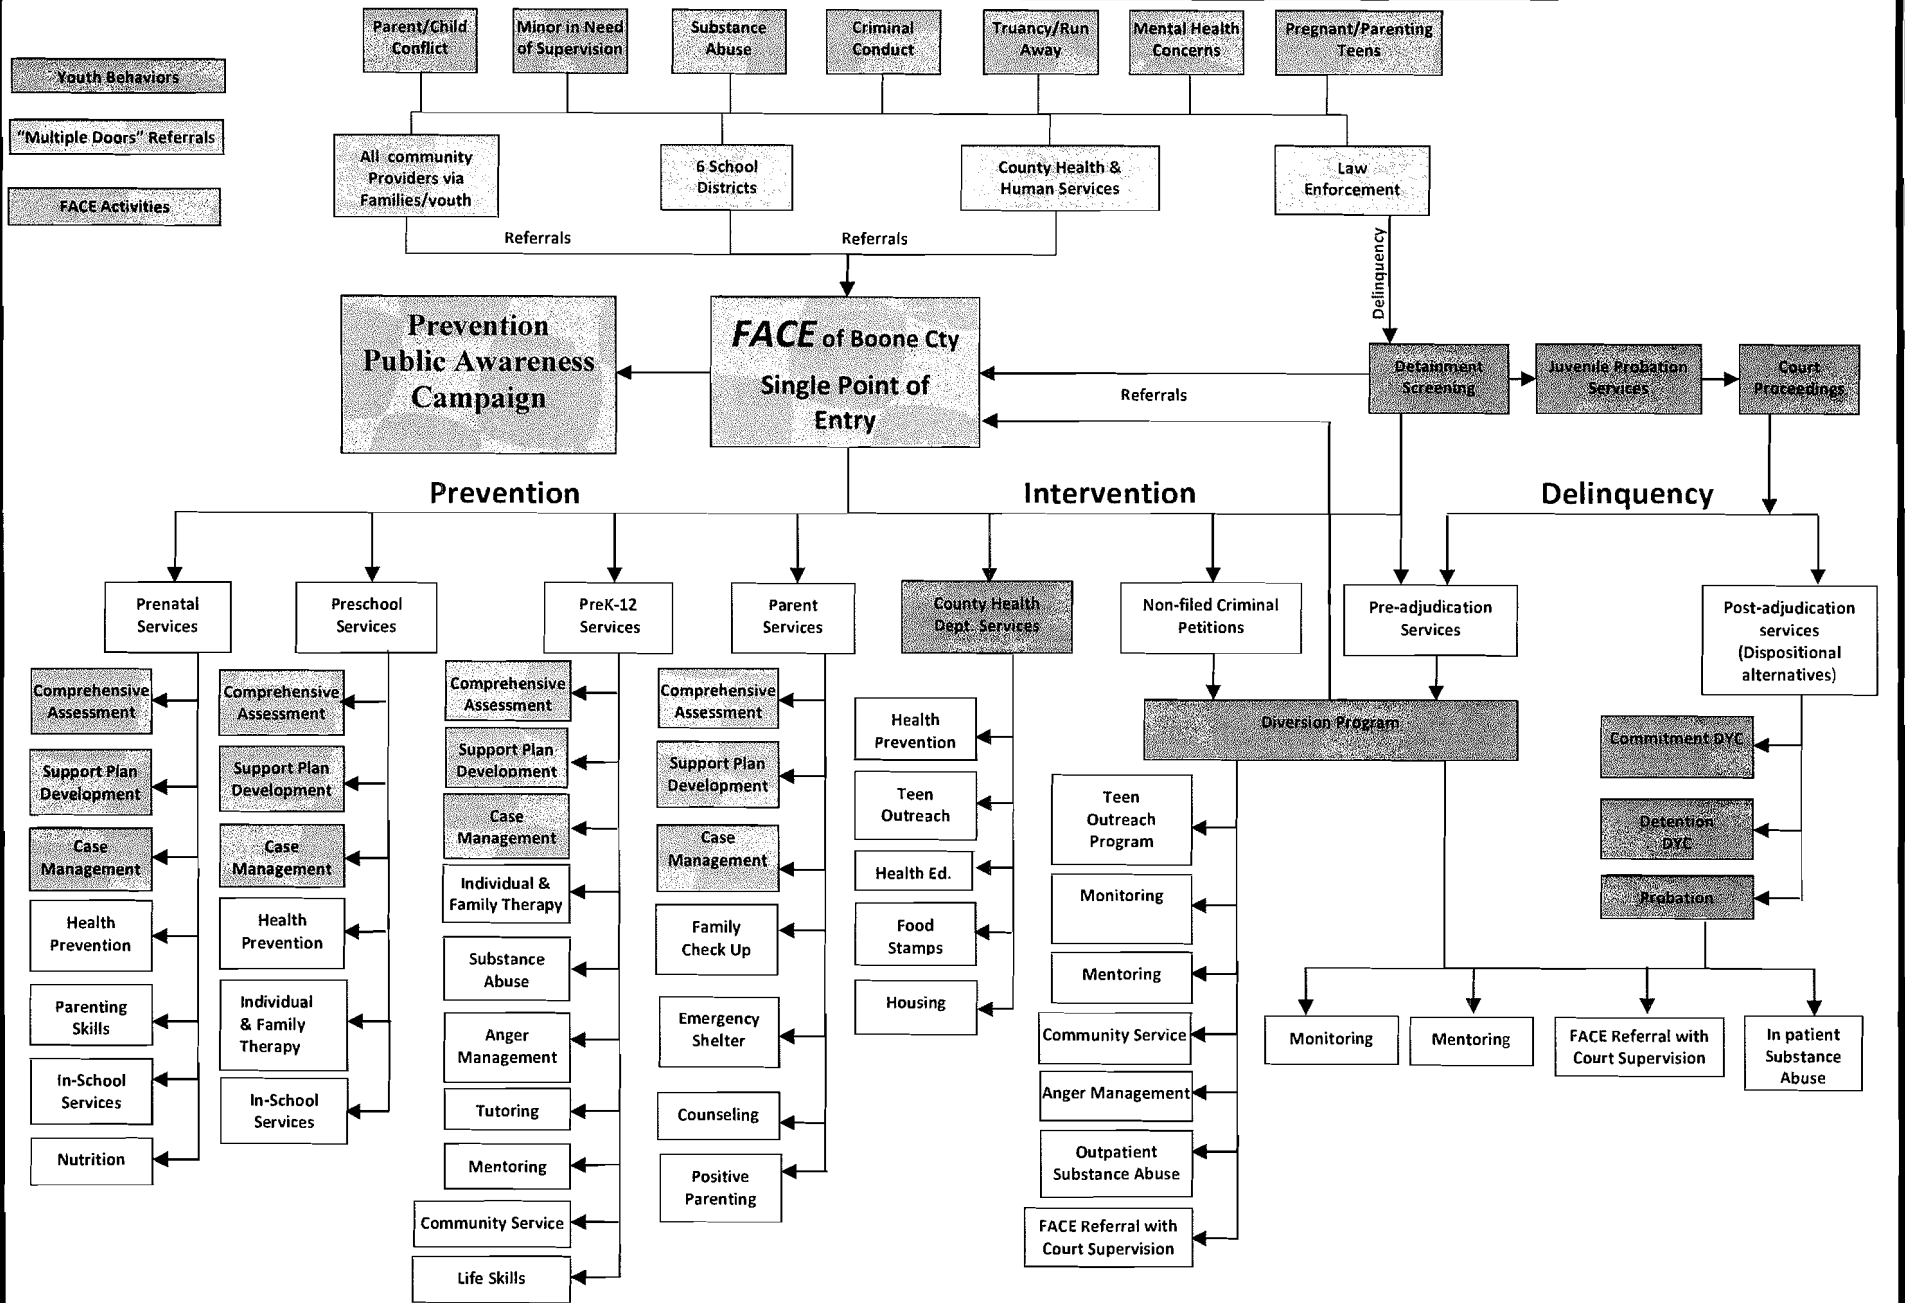 Parent/Child
Conflict
Minor in Need
of Supervision
Substance
Abuse
Criminal
Conduct
Truancy/Run
Away
Mental Health
Concerns
Pregnant/Parenting
Teens
Youth Behaviors
"Multiple Doors" Referrals
FACE Activities
All community
Providers via
Families/youth
6 School
Districts
County Health &
Human Services
Law
Enforcement
Referrals
Referrals
Delinquency
Prevention
Public Awareness
Campaign
FACE of Boone Cty
Single Point of
Entry
Referrals
Detainment
Screening
Juvenile Probation
Services
Court
Proceedings
Prevention
Intervention
Delinquency
Prenatal
Services
Preschool
Services
PreK-12
Services
Parent
Services
County Health
Dept. Services
Non-filed Criminal
Petitions
Pre-adjudication
Services
Post-adjudication
services
(Dispositional
alternatives)
Comprehensive
Assessment
Support Plan
Development
Case
Management
Health
Prevention
Parenting
Skills
In-School
Services
Nutrition
Comprehensive
Assessment
Support Plan
Development
Case
Management
Health
Prevention
Individual
& Family
Therapy
In-School
Services
Comprehensive
Assessment
Support Plan
Development
Case
Management
Individual &
Family Therapy
Substance
Abuse
Anger
Management
Tutoring
Mentoring
Community Service
Life Skills
Comprehensive
Assessment
Support Plan
Development
Case
Management
Family
Check Up
Emergency
Shelter
Counseling
Positive
Parenting
Health
Prevention
Teen
Outreach
Health Ed.
Food
Stamps
Housing
Diversion Program
Teen
Outreach
Program
Monitoring
Mentoring
Community Service
Anger Management
Outpatient
Substance Abuse
FACE Referral with
Court Supervision
Commitment DYC
Detention
DYC
Probation
Monitoring
Mentoring
FACE Referral with
Court Supervision
In patient
Substance
Abuse